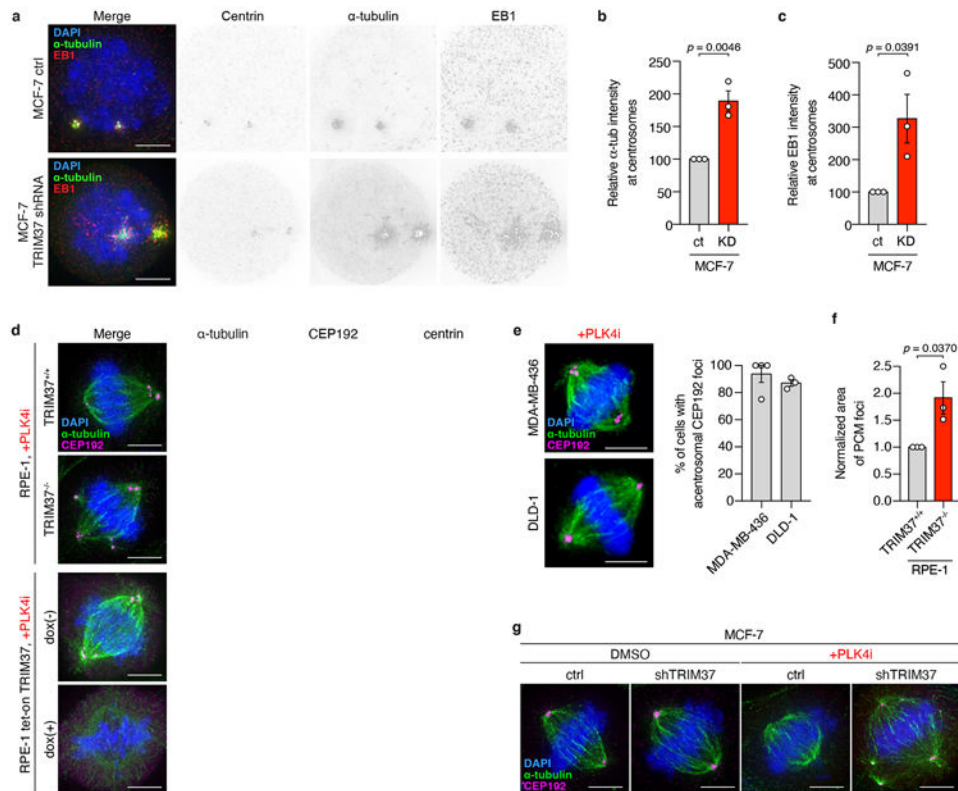 a
Merge
Centrin
α-tubulin
EB1
MCF-7 ctrl
DAPI
α-tubulin
EB1
MCF-7
TRIM37 shRNA
DAPI
α-tubulin
EB1
b
p = 0.0046
Relative α-tub intensity
at centrosomes
250
200
150
100
50
0
ct KD
MCF-7
c
p = 0.0391
Relative EB1 intensity
at centrosomes
500
400
300
200
100
0
ct KD
MCF-7
d
Merge
α-tubulin
CEP192
centrin
RPE-1, +PLK4i
TRIM37+/+
DAPI
α-tubulin
CEP192
TRIM37-/-
RPE-1 tet-on TRIM37, +PLK4i
dox(-)
dox(+)
e
+PLK4i
MDA-MB-436
DLD-1
% of cells with
acentrosomal CEP192 foci
100
80
60
40
20
0
MDA-MB-436
DLD-1
f
p = 0.0370
Normalized area
of PCM foci
2.5
2.0
1.5
1.0
0.5
0.0
TRIM37+/+
TRIM37-/-
RPE-1
g
MCF-7
DMSO
+PLK4i
ctrl
shTRIM37
ctrl
shTRIM37
DAPI
α-tubulin
CEP192